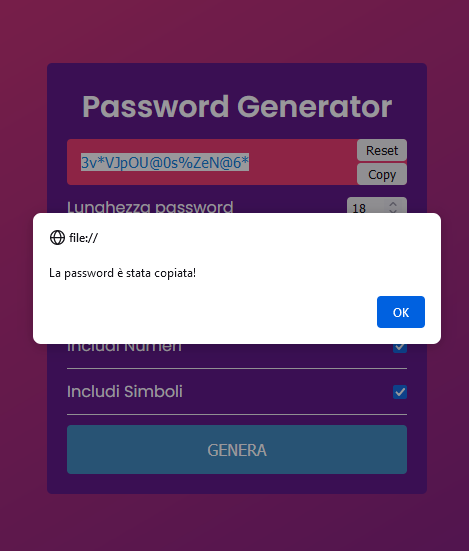 Password Generator
Reset
3v*VJpOU@0s%ZeN@6*
Copy
Lunghezza password
18
file://
La password è stata copiata!
OK
Includi Numeri
Includi Simboli
GENERA